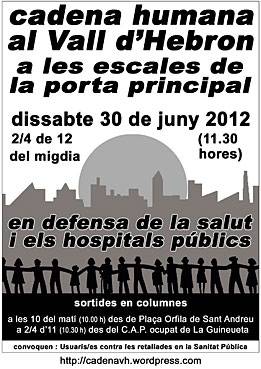 cadena humana
al Vall d'Hebron
a les escales de
la porta principal
dissabte 30 de juny 2012
2/4 de 12 (11.30
del migdia hores)
en defensa de la salut
i els hospitals públics
sortides en columnes
a les 10 del matí (10.00 h) des de Plaça Orfila de Sant Andreu
a 2/4 d'11 (10.30 h) des del C.A.P. ocupat de La Guineueta
convoquen : Usuaris/es contra les retallades en la Sanitat Pública
http://cadenavh.wordpress.com